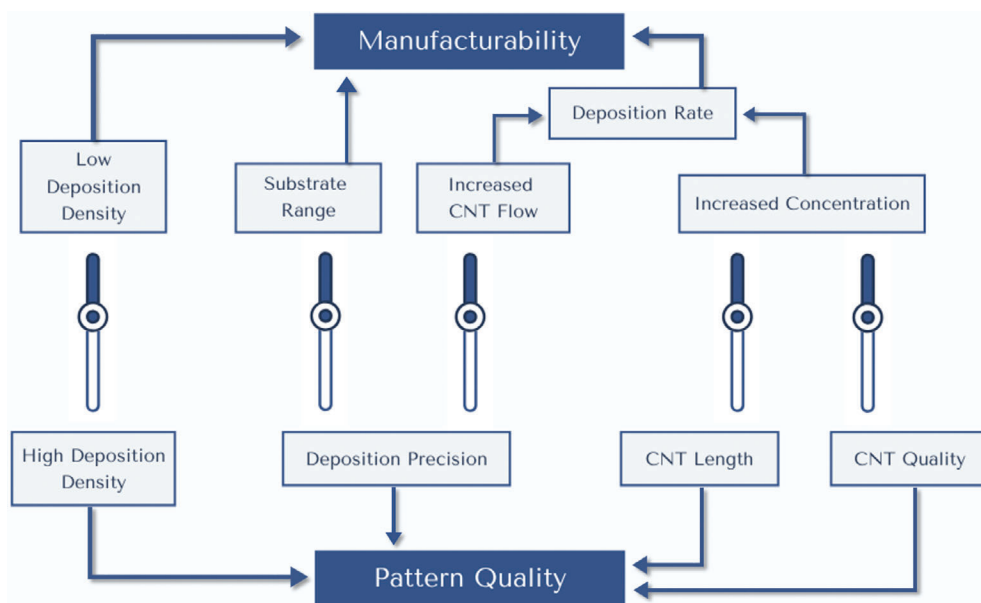 Manufacturability
Deposition Rate
Low
Deposition
Density
Substrate
Range
Increased
CNT Flow
Increased Concentration
High Deposition
Density
Deposition Precision
CNT Length
CNT Quality
Pattern Quality